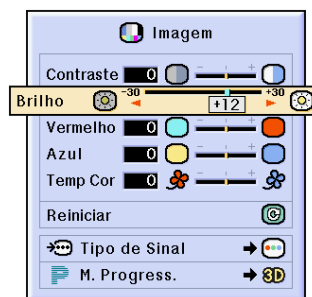 Imagem
Contraste 0 - +
Brilho -30 +12 +30
Vermelho 0 - +
Azul 0 - +
Temp Cor 0 - +
Reiniciar
Tipo de Sinal
M. Progress. 3D